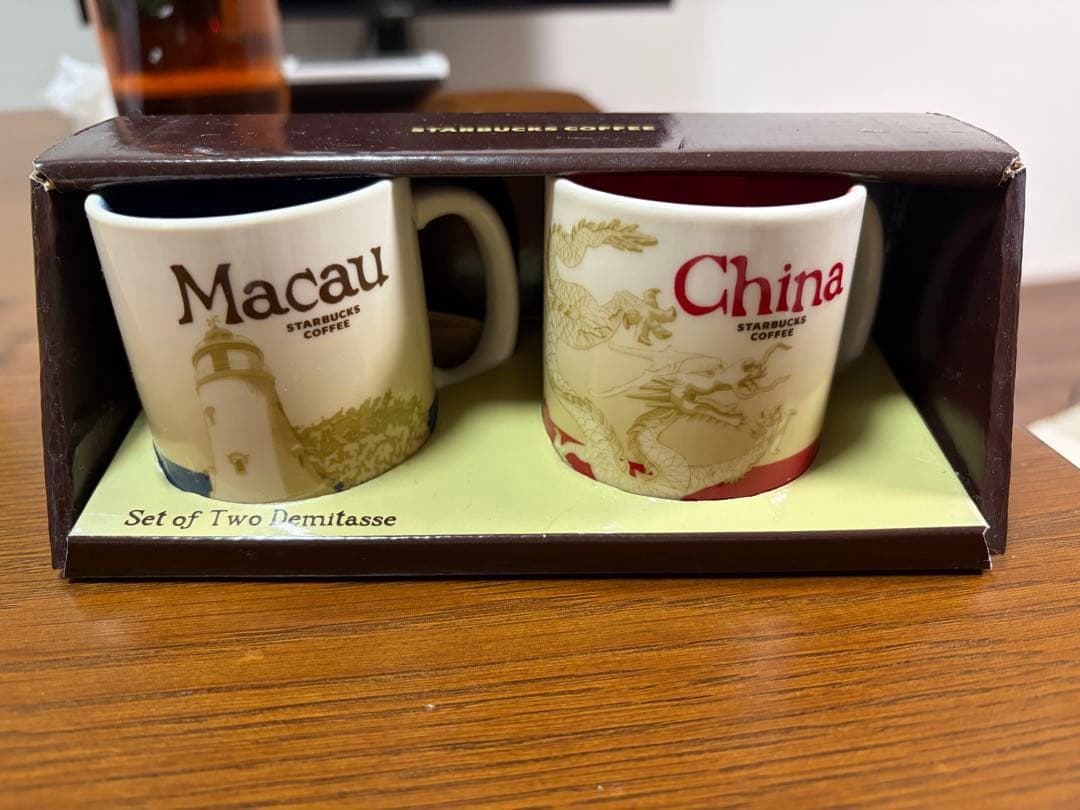 STARBUCKS COFFEE
Macau
STARBUCKS
COFFEE
China
STARBUCKS
COFFEE
Set of Two Demitasse